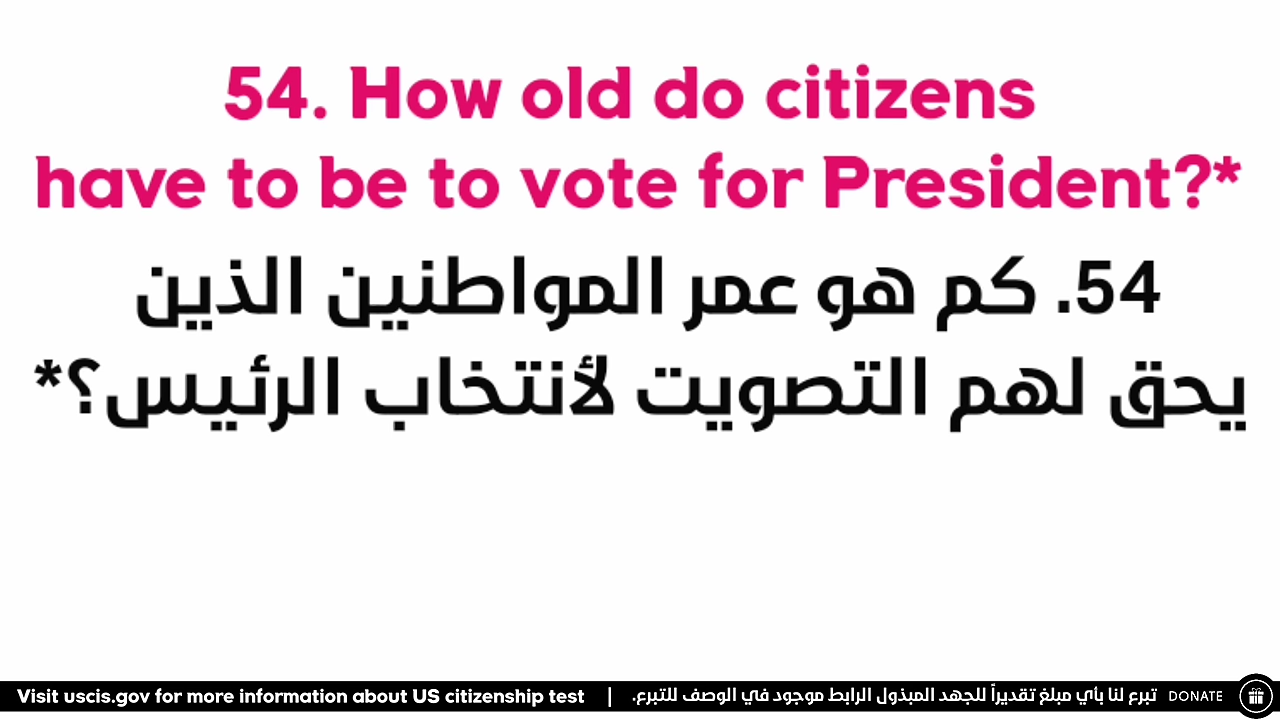 54. How old do citizens
have to be to vote for President?*
54. كم هو عمر المواطنين الذين
يحق لهم التصويت لأنتخاب الرئيس؟*
Visit uscis.gov for more information about US citizenship test | تبرع لنا بأي مبلغ تقديراً للجهد المبذول الرابط موجود في الوصف للتبرع. DONATE